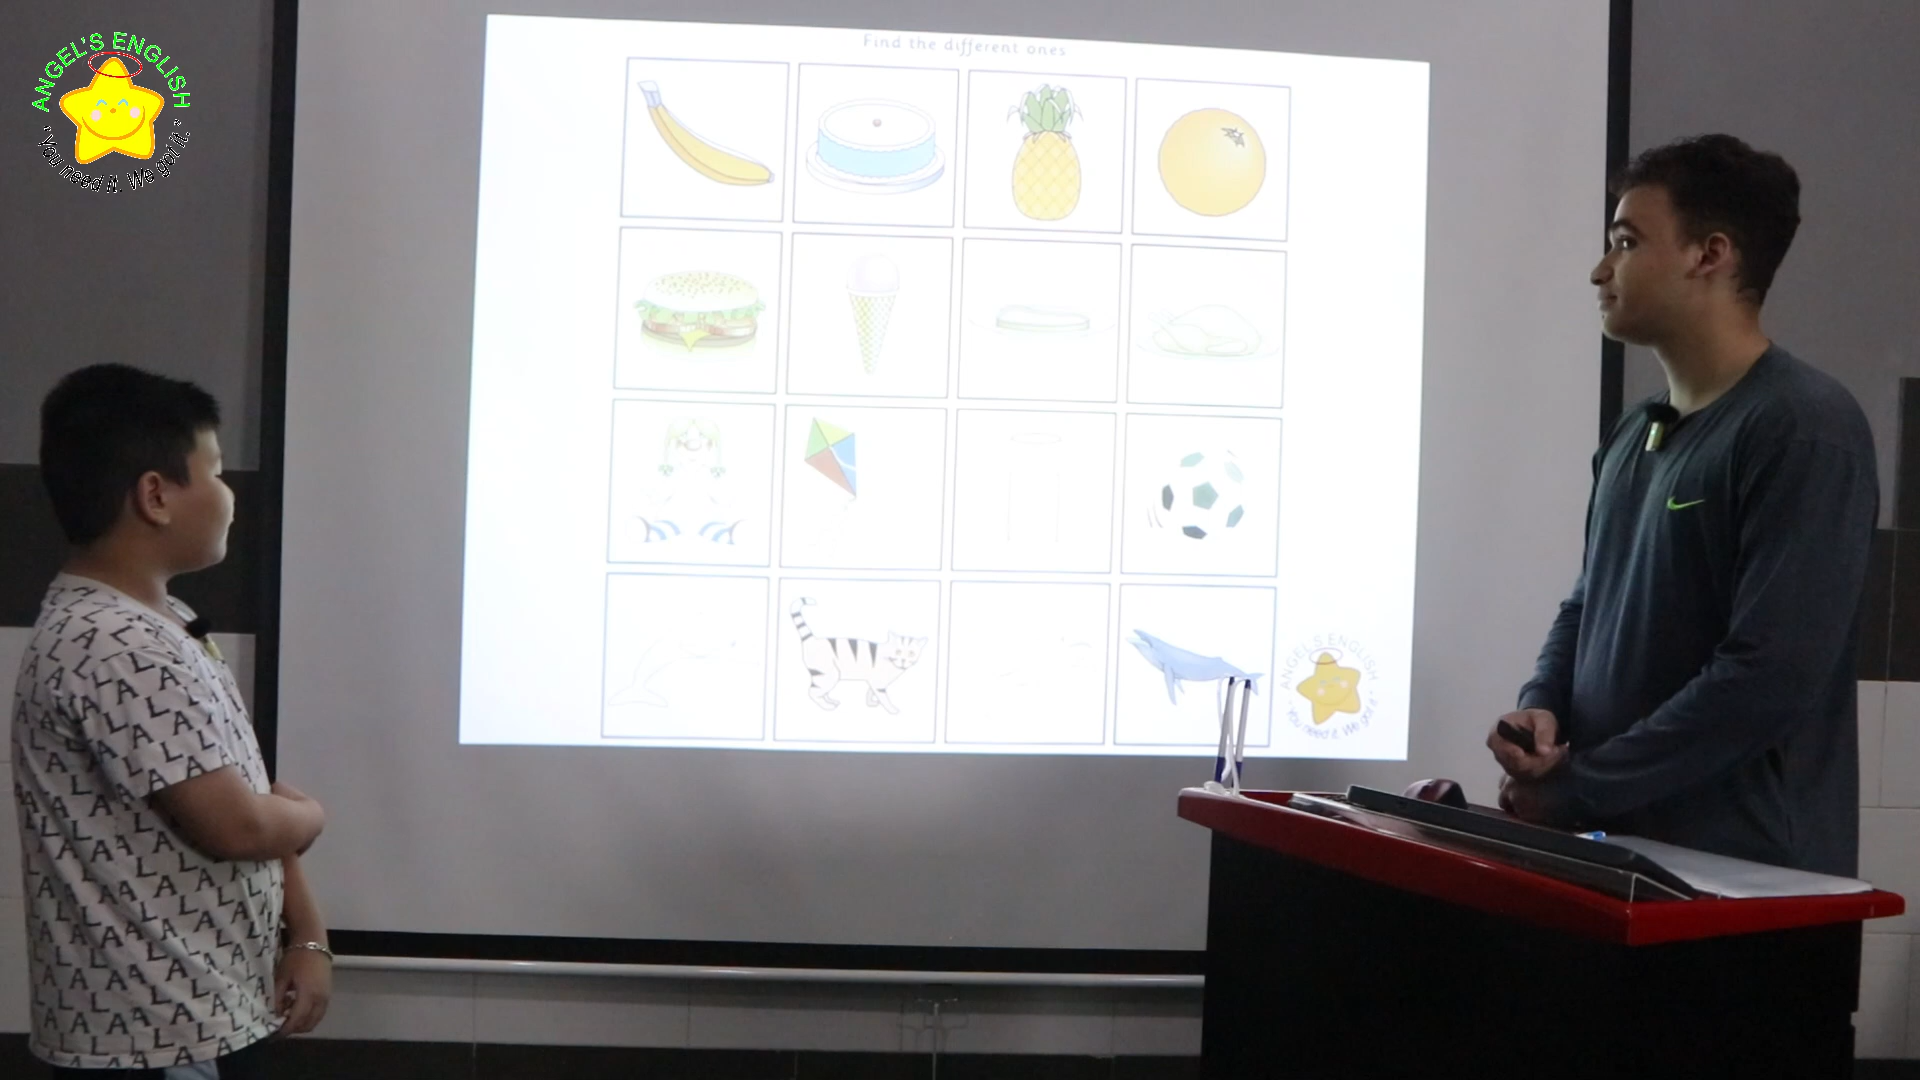 ANGEL'S ENGLISH
"You need it. We got it."
Find the different ones
ANGEL'S ENGLISH
"You need it. We got it."